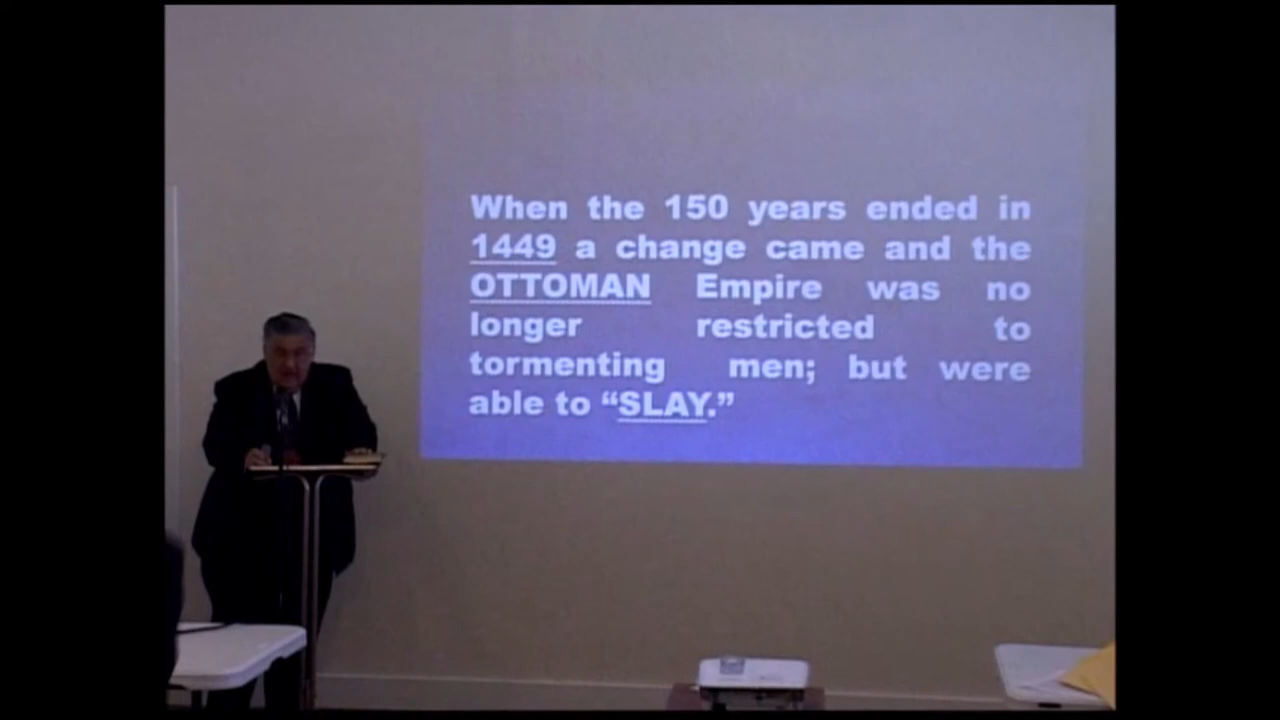 When the 150 years ended in
1449 a change came and the
OTTOMAN Empire was no
longer restricted to
tormenting men; but were
able to “SLAY.”